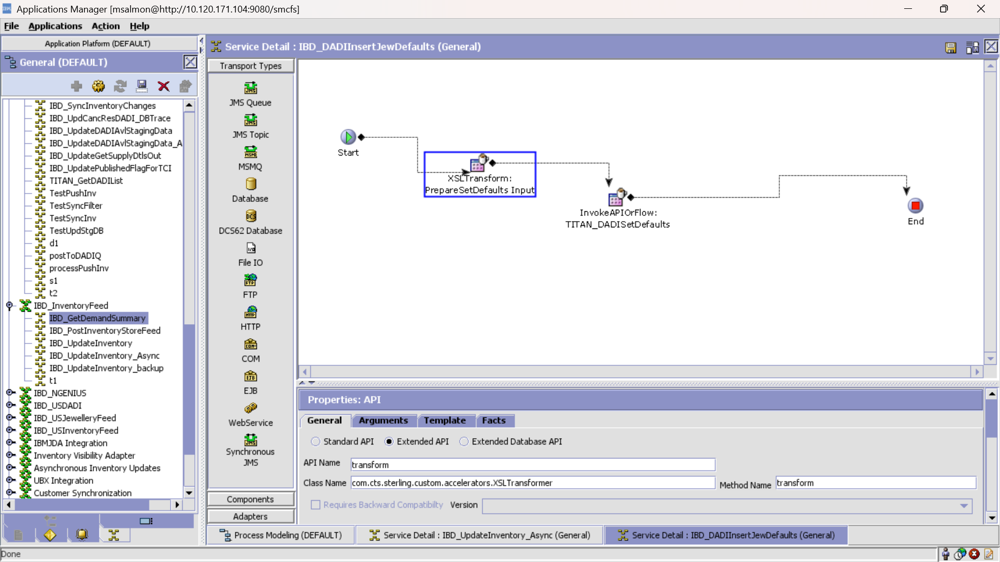 Applications Manager [msalmon@http://10.120.171.104:9080/smcfs]
File Applications Action Help
Application Platform (DEFAULT)
General (DEFAULT)
IBD_SyncInventoryChanges
IBD_UpdCancResDADI_DBTrace
IBD_UpdateDADIAvlStagingData
IBD_UpdateDADIAvlStagingData_A
IBD_UpdateGetSupplyDtlsOut
IBD_UpdatePublishedFlagForTCI
TITAN_GetDADIList
TestPushInv
TestSyncFilter
TestSyncInv
TestUpdStgDB
d1
postToDADIQ
processPushInv
s1
t2
IBD_InventoryFeed
IBD_GetDemandSummary
IBD_PostInventoryStoreFeed
IBD_UpdateInventory
IBD_UpdateInventory_Async
IBD_UpdateInventory_backup
t1
IBD_NGENIUS
IBD_USDADI
IBD_USJewelleryFeed
IBD_USInventoryFeed
IBMJDA Integration
Inventory Visibility Adapter
Asynchronous Inventory Updates
UBX Integration
Customer Synchronization
Service Detail : IBD_DADIInsertJewDefaults (General)
Transport Types
JMS Queue
JMS Topic
MSMQ
Database
DCS62 Database
File IO
FTP
HTTP
COM
EJB
WebService
Synchronous
JMS
Components
Adapters
Start
XSLTransform:
PrepareSetDefaults Input
InvokeAPIOrFlow:
TITAN_DADISetDefaults
End
Properties: API
General Arguments Template Facts
Standard API Extended API Extended Database API
API Name transform
Class Name com.cts.sterling.custom.accelerators.XSLTransformer Method Name transform
Requires Backward Compatibilty Version
Process Modeling (DEFAULT) Service Detail : IBD_UpdateInventory_Async (General) Service Detail : IBD_DADIInsertJewDefaults (General)
Done